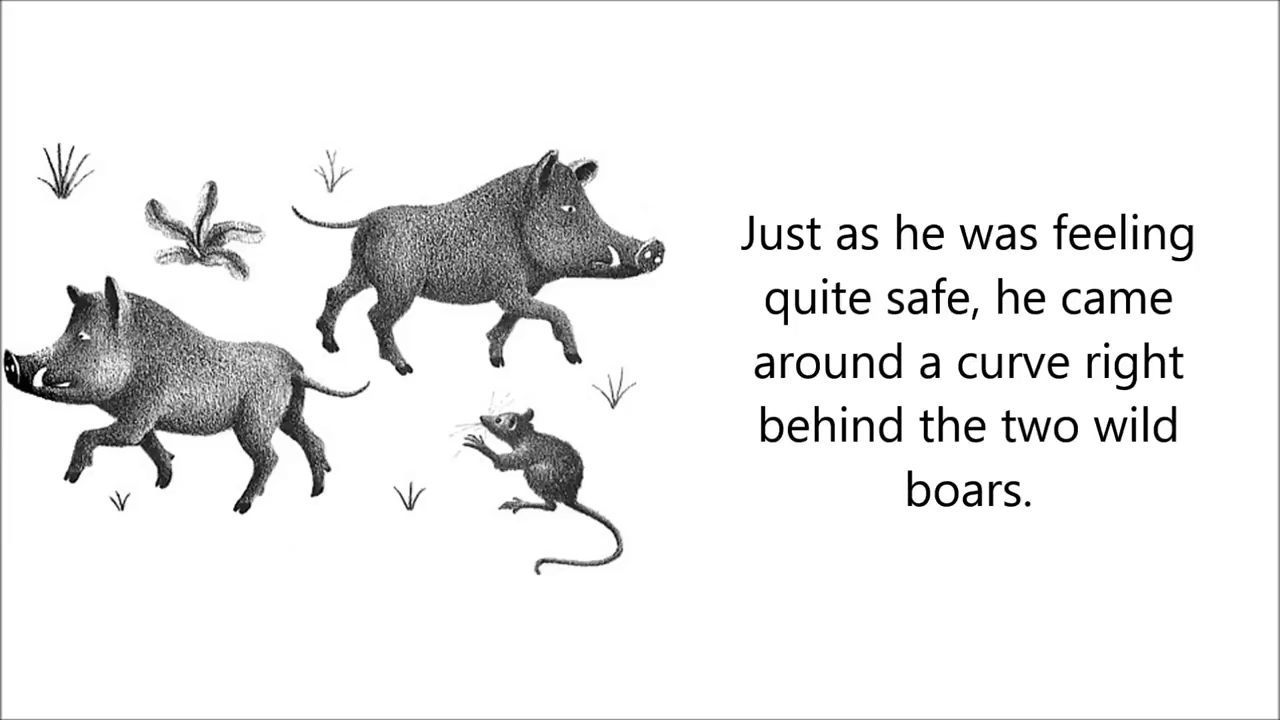 Just as he was feeling
quite safe, he came
around a curve right
behind the two wild
boars.